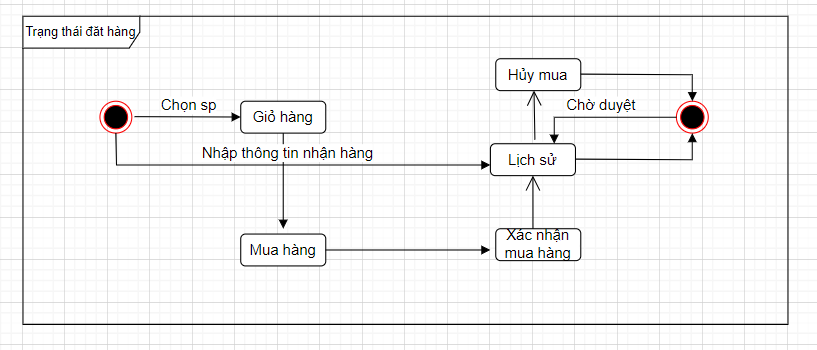 Trạng thái đăt hàng
Hủy mua
Chọn sp
Chờ duyệt
Giỏ hàng
Nhập thông tin nhận hàng
Lịch sử
Xác nhận
mua hàng
Mua hàng